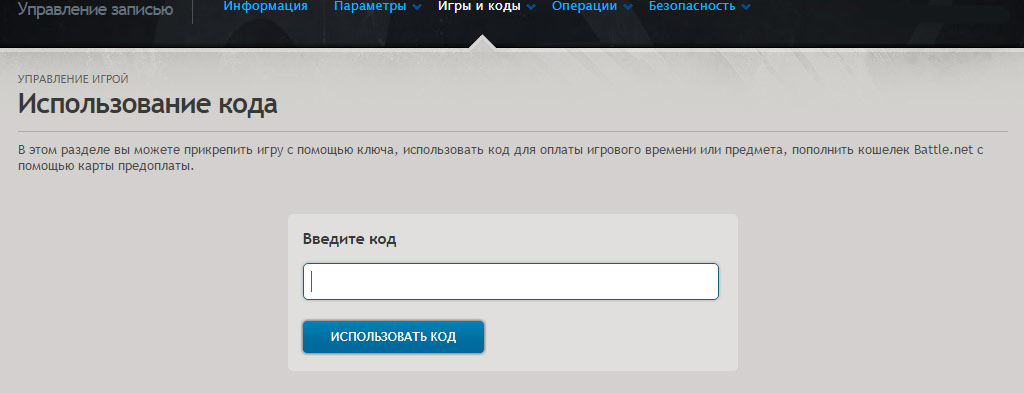 Управление записью Информация Параметры Игры и коды Операции Безопасность
УПРАВЛЕНИЕ ИГРОЙ
Использование кода
В этом разделе вы можете прикрепить игру с помощью ключа, использовать код для оплаты игрового времени или предмета, пополнить кошелек Battle.net с
помощью карты предоплаты.
Введите код
ИСПОЛЬЗОВАТЬ КОД